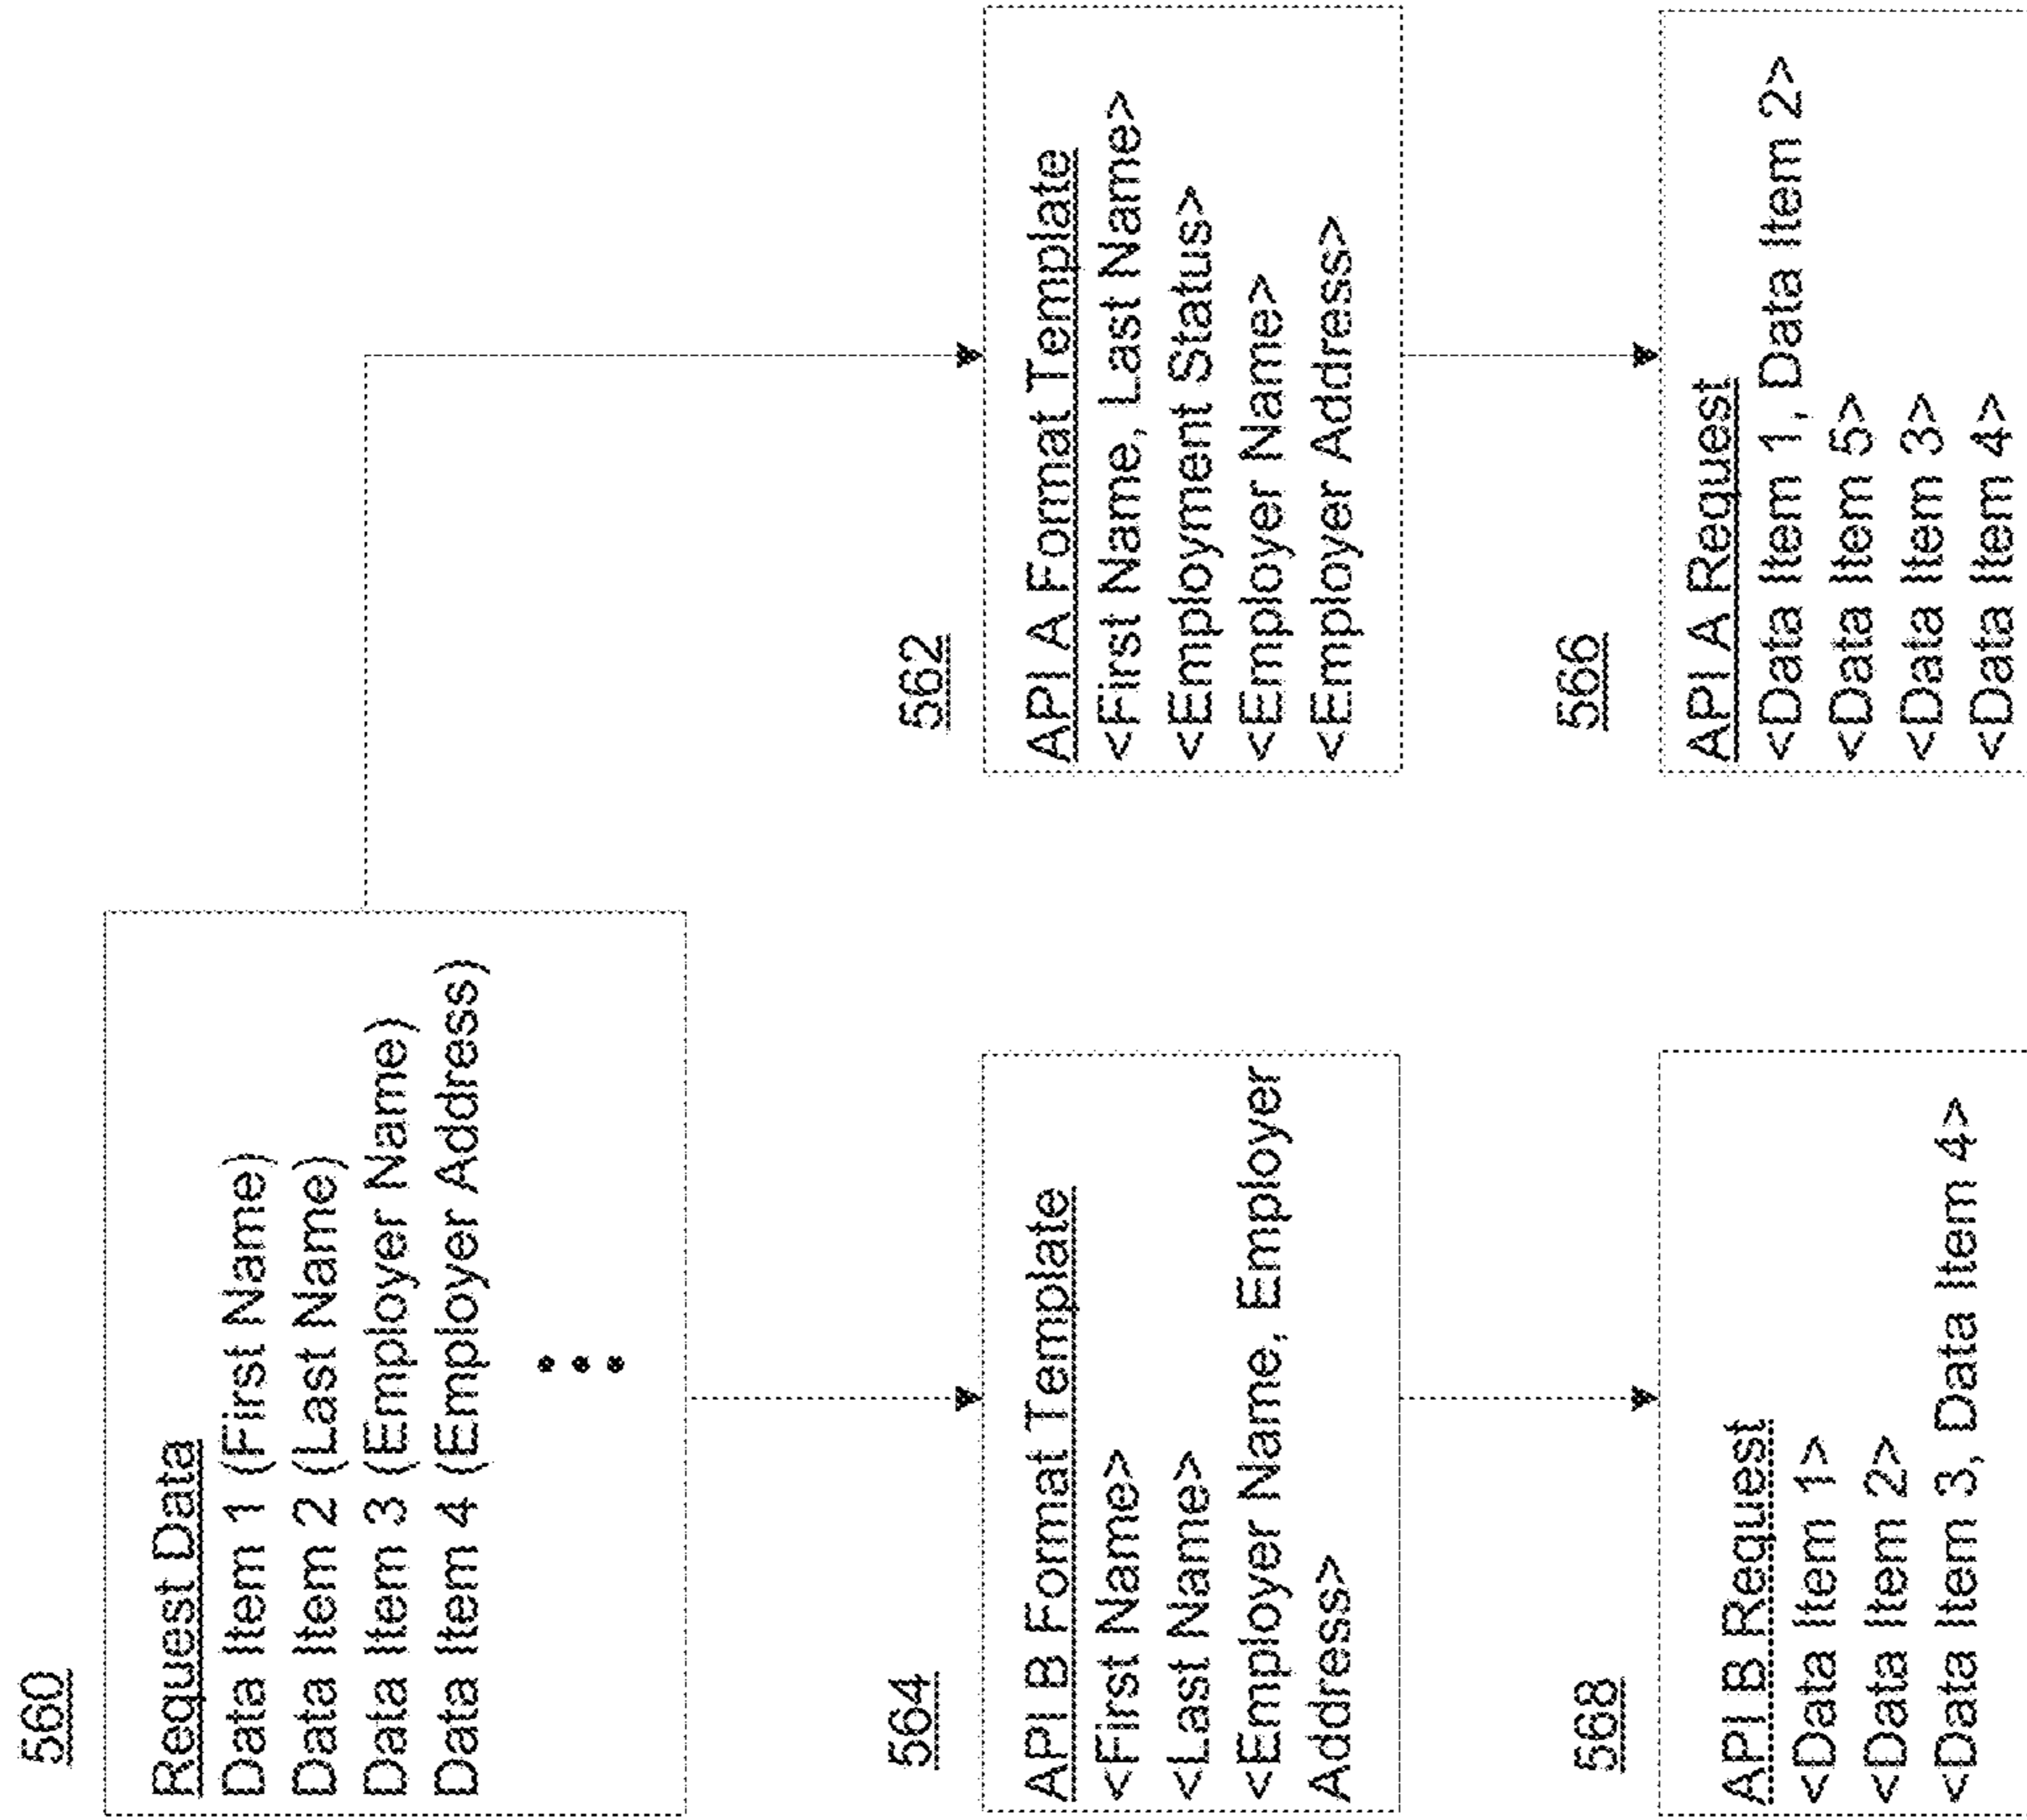 560
Request Data
Data Item 1 (First Name)
Data Item 2 (Last Name)
Data Item 3 (Employer Name)
Data Item 4 (Employer Address)
564
API B Format Template
<First Name>
<Last Name>
<Employer Name, Employer
Address>
562
API A Format Template
<First Name, Last Name>
<Employment Status>
<Employer Name>
<Employer Address>
568
API B Request
<Data Item 1>
<Data Item 2>
<Data Item 3, Data Item 4>
566
API A Request
<Data Item 1, Data Item 2>
<Data Item 5>
<Data Item 3>
<Data Item 4>